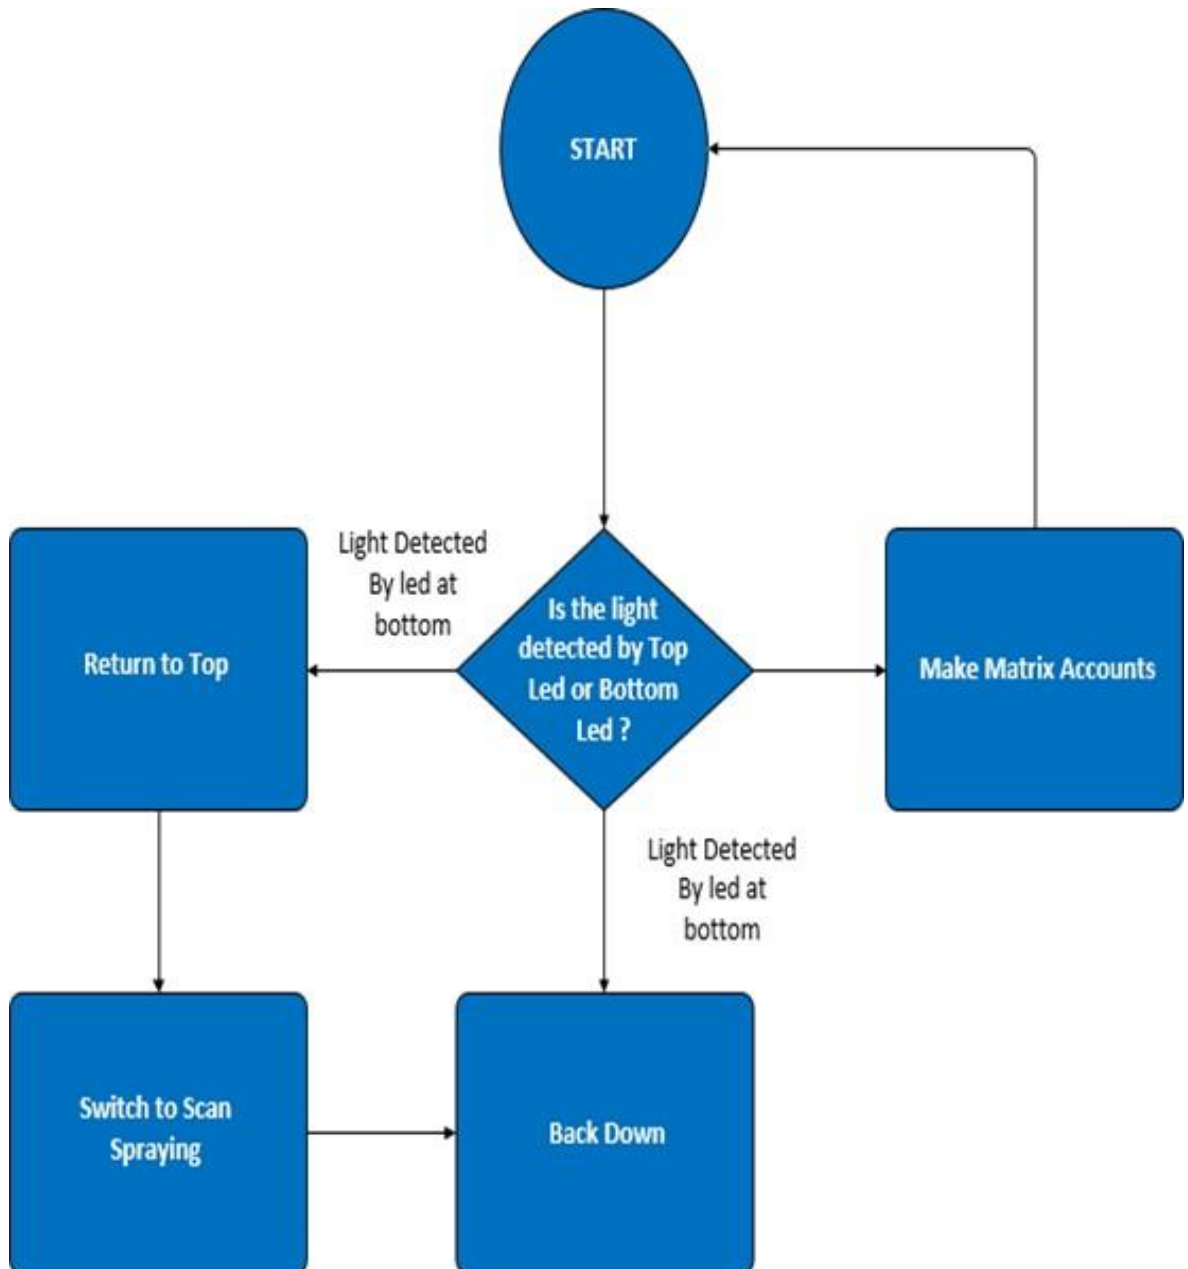 START
Light Detected
By led at
bottom
Return to Top
Is the light
detected by Top
Led or Bottom
Led ?
Make Matrix Accounts
Light Detected
By led at
bottom
Switch to Scan
Spraying
Back Down